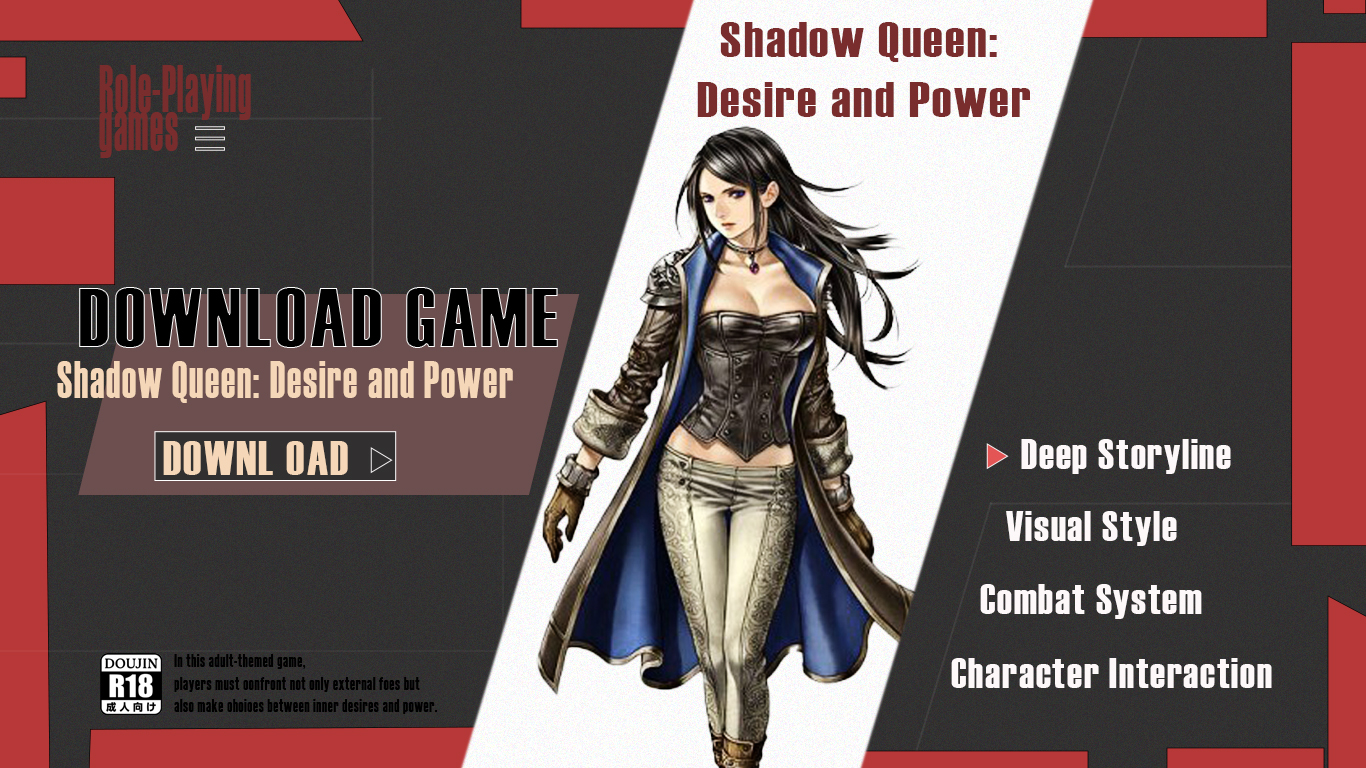 Shadow Queen:
Desire and Power
Role-Playing
games
DOWNLOAD GAME
Shadow Queen: Desire and Power
DOWNL OAD
Deep Storyline
Visual Style
Combat System
Character Interaction
DOUJIN
R18
成人向け
In this adult-themed game,
players must oonfront not only external foes but
also make ohoioes between inner desires and power.